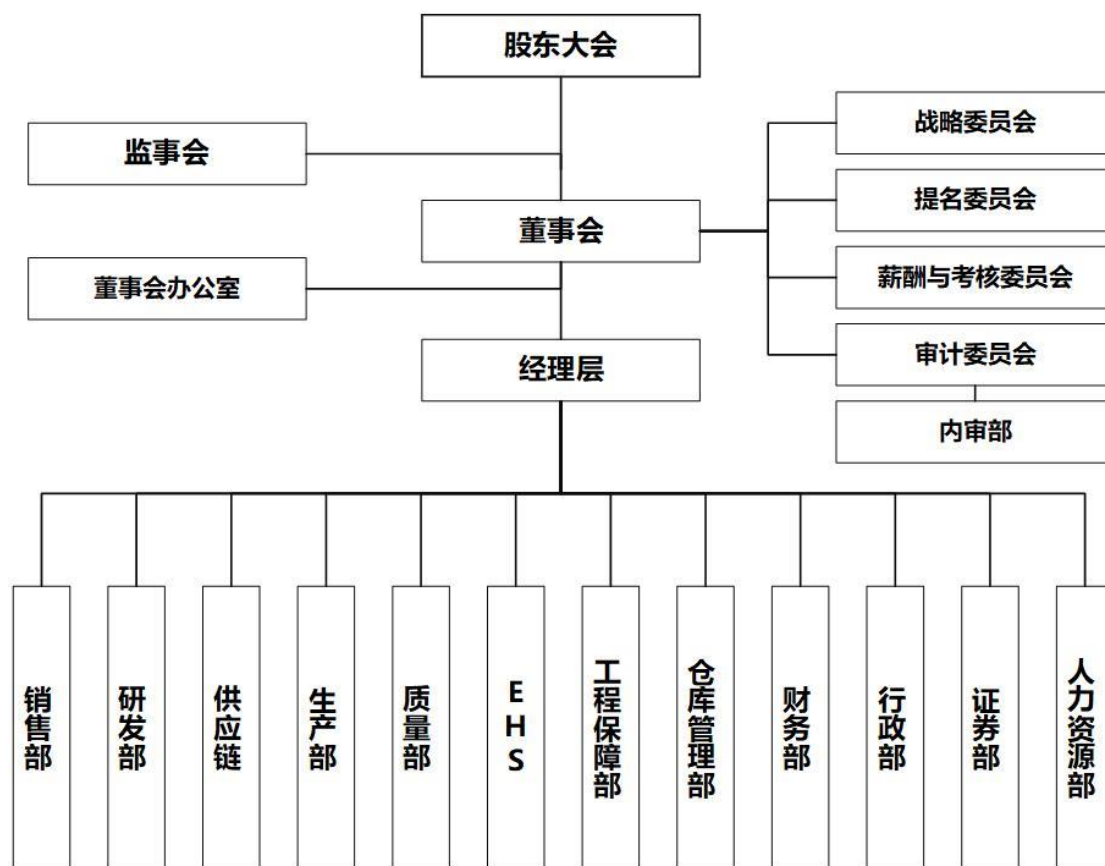 股东大会
监事会
战略委员会
提名委员会
董事会
董事会办公室
薪酬与考核委员会
经理层
审计委员会
内审部
销售部
研发部
供应链
生产部
质量部
EHS
工程保障部
仓库管理部
财务部
行政部
证券部
人力资源部